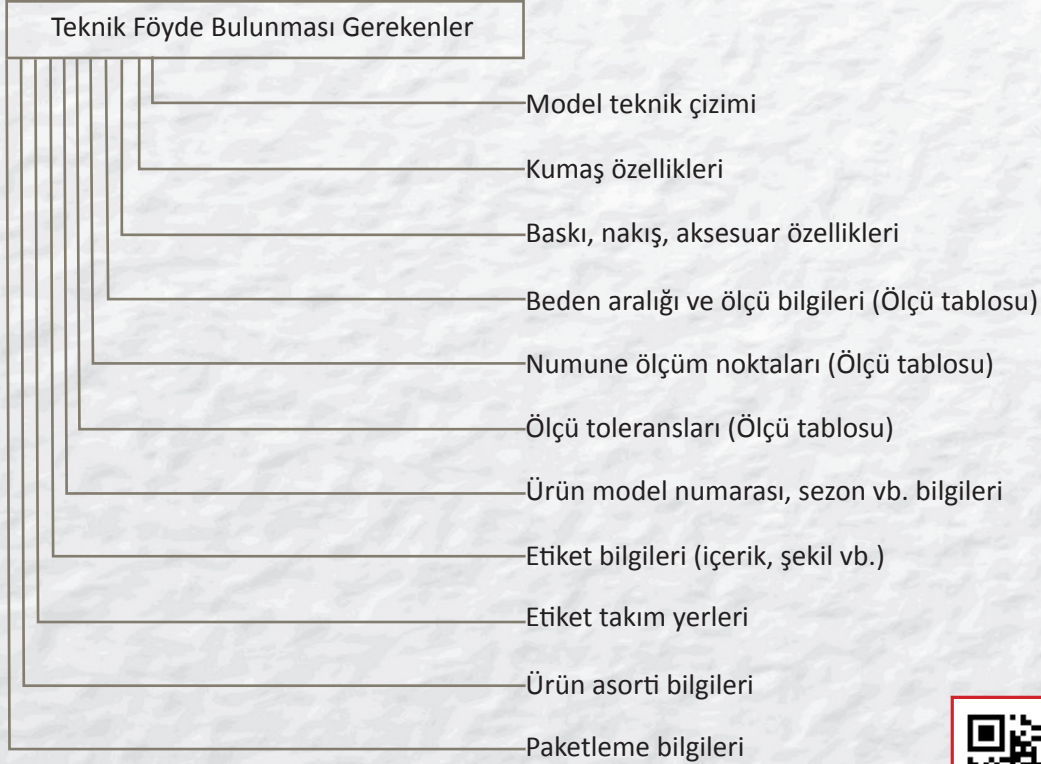 Teknik Föyde Bulunması Gerekenler
Model teknik çizimi
Kumaş özellikleri
Baskı, nakış, aksesuar özellikleri
Beden aralığı ve ölçü bilgileri (Ölçü tablosu)
Numune ölçüm noktaları (Ölçü tablosu)
Ölçü toleransları (Ölçü tablosu)
Ürün model numarası, sezon vb. bilgileri
Etiket bilgileri (içerik, şekil vb.)
Etiket takım yerleri
Ürün asorti bilgileri
Paketleme bilgileri